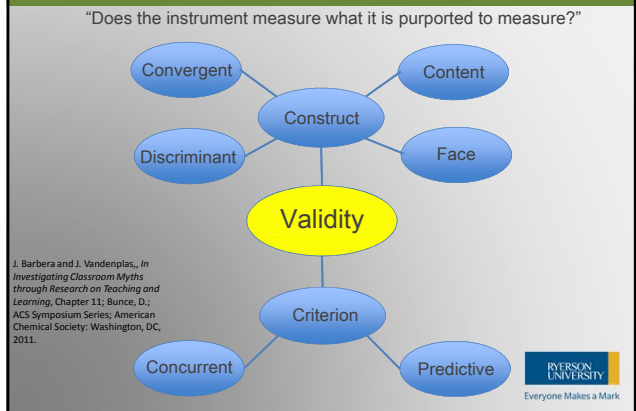 “Does the instrument measure what it is purported to measure?”
Convergent
Content
Construct
Discriminant
Face
Validity
J. Barbera and J. Vandenplas,, In
Investigating Classroom Myths
through Research on Teaching and
Learning, Chapter 11; Bunce, D.;
ACS Symposium Series; American
Chemical Society: Washington, DC,
2011.
Criterion
Concurrent
Predictive
RYERSON
UNIVERSITY
Everyone Makes a Mark